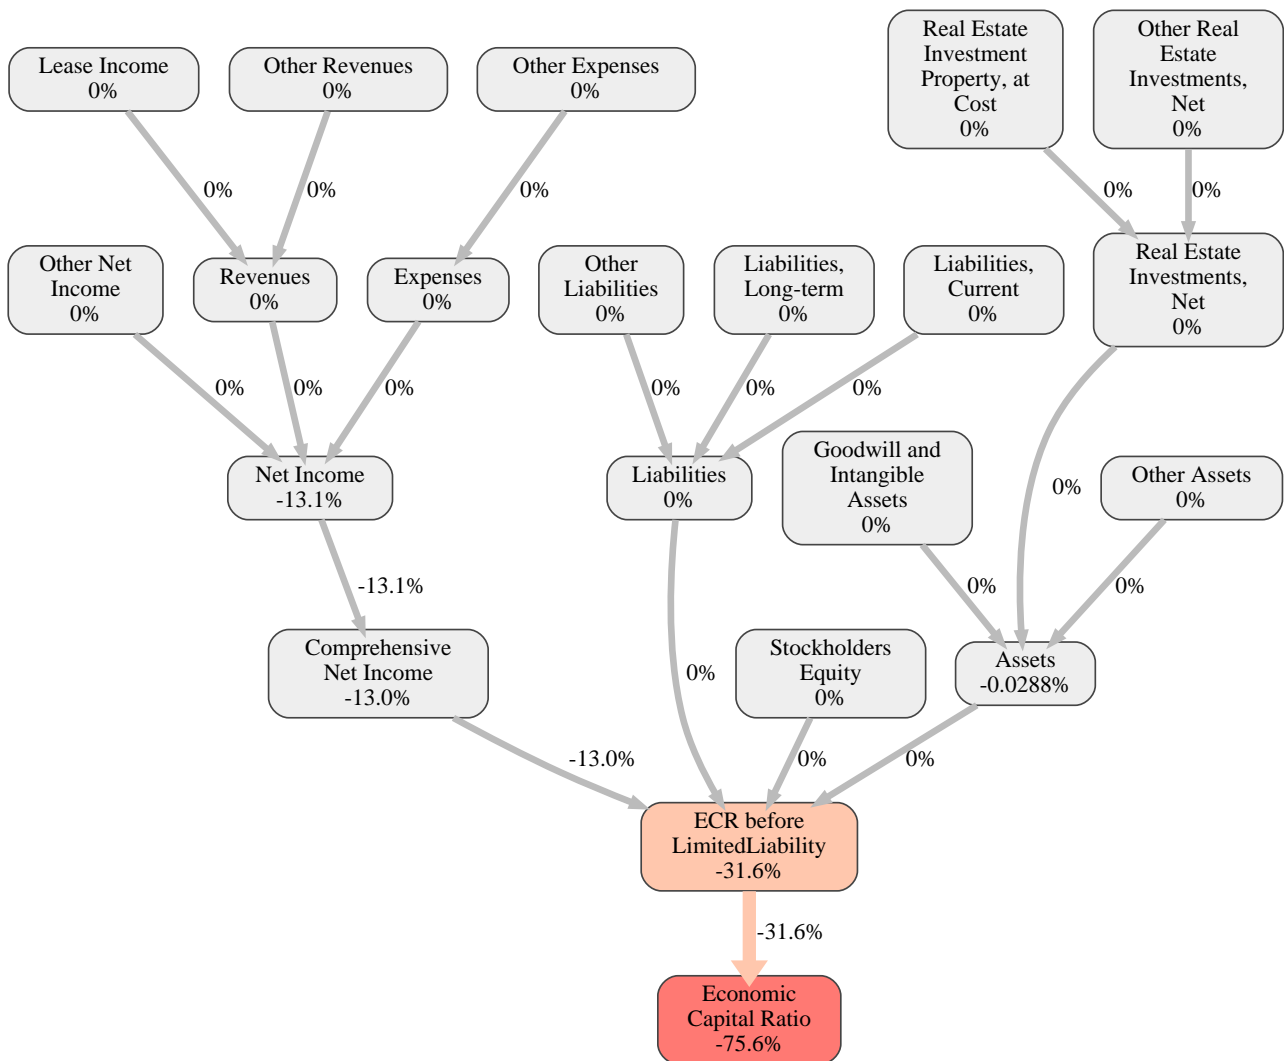 Lease Income
0%
Other Revenues
0%
Other Expenses
0%
Real Estate
Investment
Property, at
Cost
0%
Other Real
Estate
Investments,
Net
0%
0%
0%
0%
0%
0%
Other Net
Income
0%
Revenues
0%
Expenses
0%
Other
Liabilities
0%
Liabilities,
Long-term
0%
Liabilities,
Current
0%
Real Estate
Investments,
Net
0%
0%
0%
0%
0%
0%
0%
Net Income
-13.1%
Liabilities
0%
Goodwill and
Intangible
Assets
0%
0%
Other Assets
0%
-13.1%
0%
0%
Comprehensive
Net Income
-13.0%
0%
Stockholders
Equity
0%
Assets
-0.0288%
-13.0%
0%
0%
ECR before
LimitedLiability
-31.6%
-31.6%
Economic
Capital Ratio
-75.6%